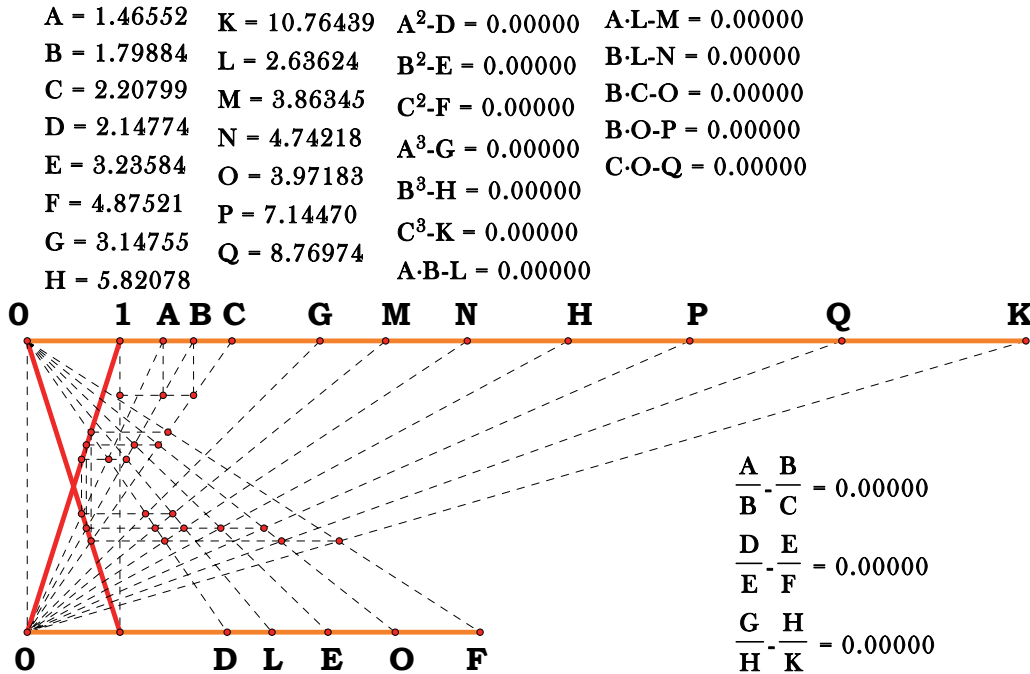 A = 1.46552
B = 1.79884
C = 2.20799
D = 2.14774
E = 3.23584
F = 4.87521
G = 3.14755
H = 5.82078
K = 10.76439
L = 2.63624
M = 3.86345
N = 4.74218
O = 3.97183
P = 7.14470
Q = 8.76974
A²-D = 0.00000
B²-E = 0.00000
C²-F = 0.00000
A³-G = 0.00000
B³-H = 0.00000
C³-K = 0.00000
A·B-L = 0.00000
A·L-M = 0.00000
B·L-N = 0.00000
B·C-O = 0.00000
B·O-P = 0.00000
C·O-Q = 0.00000
0 1 A B C G M N H P Q K
A/B - B/C = 0.00000
D/E - E/F = 0.00000
G/H - H/K = 0.00000
0 D L E O F